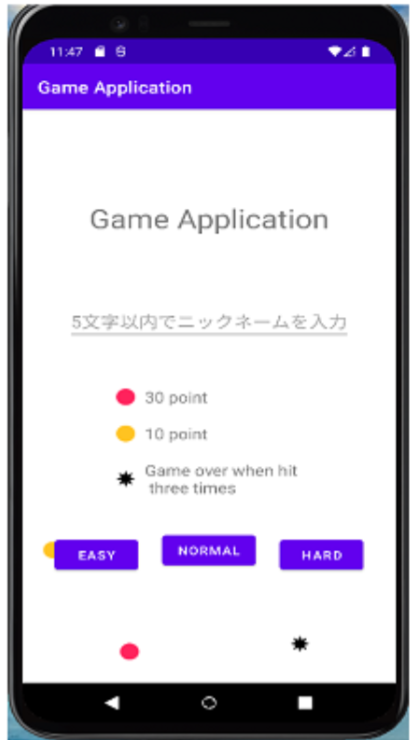 11:47
Game Application
Game Application
5文字以内でニックネームを入力
30 point
10 point
Game over when hit
three times
EASY
NORMAL
HARD